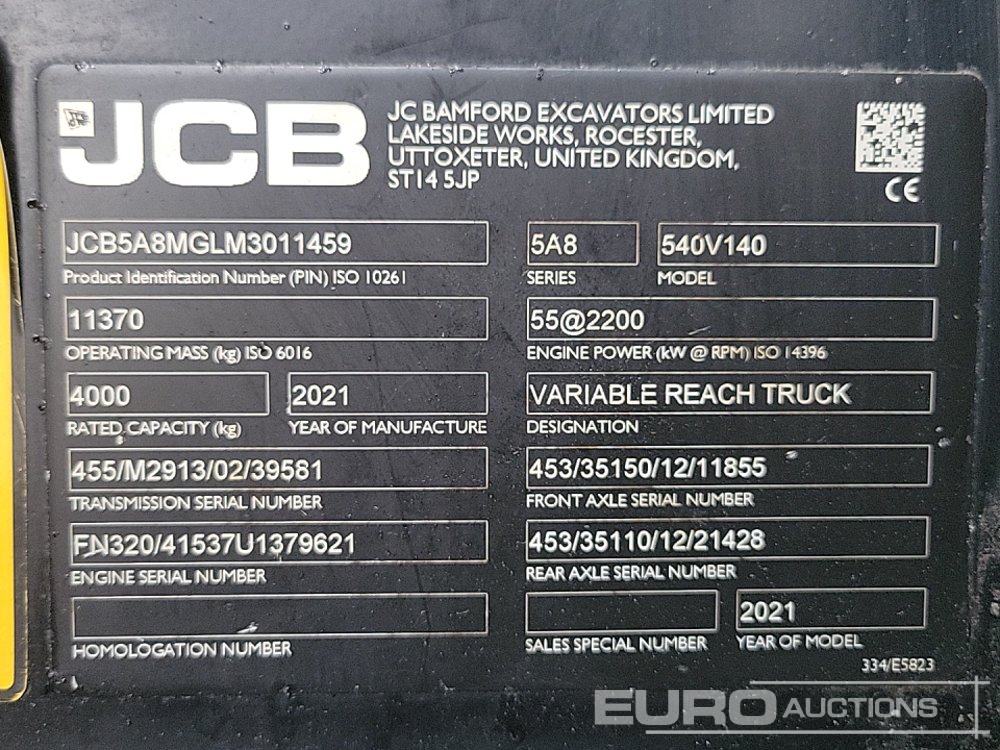 JCB
JC BAMFORD EXCAVATORS LIMITED
LAKESIDE WORKS, ROCESTER,
UTTOXETER, UNITED KINGDOM,
ST14 5JP
CE
JCB5A8MGLM3011459
Product Identification Number (PIN) ISO 10261
5A8
SERIES
540V140
MODEL
11370
OPERATING MASS (kg) ISO 6016
55@2200
ENGINE POWER (kW @ RPM) ISO 14396
4000
RATED CAPACITY (kg)
2021
YEAR OF MANUFACTURE
VARIABLE REACH TRUCK
DESIGNATION
455/M2913/02/39581
TRANSMISSION SERIAL NUMBER
453/35150/12/11855
FRONT AXLE SERIAL NUMBER
FN320/41537U1379621
ENGINE SERIAL NUMBER
453/35110/12/21428
REAR AXLE SERIAL NUMBER
HOMOLOGATION NUMBER
SALES SPECIAL NUMBER
2021
YEAR OF MODEL
334/E5823
EURO AUCTIONS